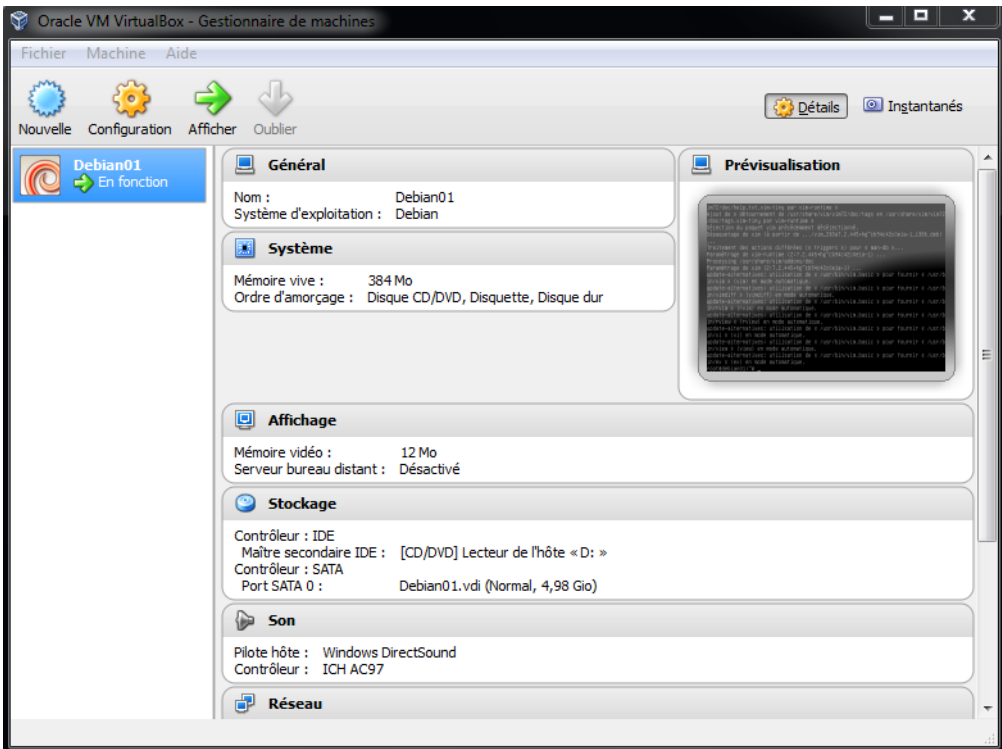 Oracle VM VirtualBox - Gestionnaire de machines
Fichier Machine Aide
Nouvelle Configuration Afficher Oublier
Détails Instantanés
Debian01
En fonction
Général
Nom : Debian01
Système d'exploitation : Debian
Système
Mémoire vive : 384 Mo
Ordre d'amorçage : Disque CD/DVD, Disquette, Disque dur
Prévisualisation
Affichage
Mémoire vidéo : 12 Mo
Serveur bureau distant : Désactivé
Stockage
Contrôleur : IDE
Maître secondaire IDE : [CD/DVD] Lecteur de l'hôte « D: »
Contrôleur : SATA
Port SATA 0 : Debian01.vdi (Normal, 4,98 Gio)
Son
Pilote hôte : Windows DirectSound
Contrôleur : ICH AC97
Réseau